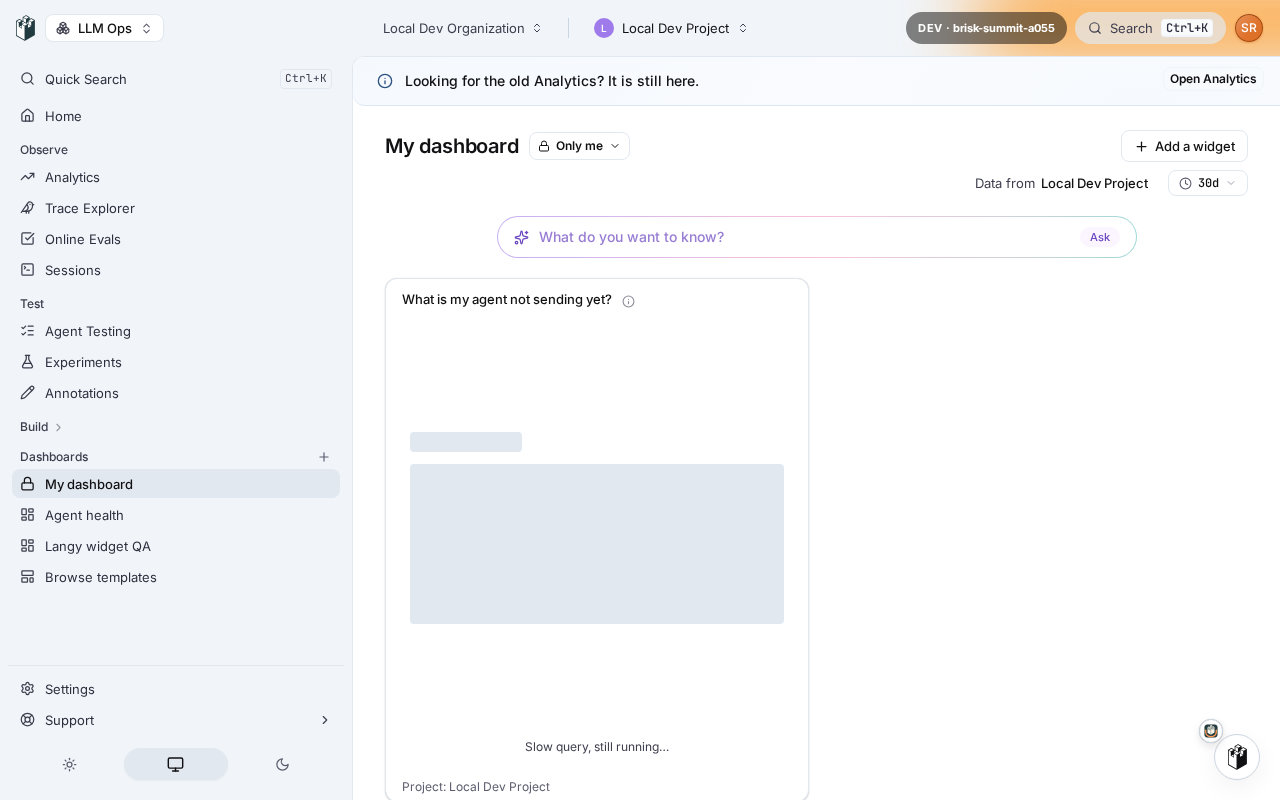 LLM Ops
Local Dev Organization
L
Local Dev Project
DEV · brisk-summit-a055
Search Ctrl+K
SR
Quick Search Ctrl+K
Home
Observe
Analytics
Trace Explorer
Online Evals
Sessions
Test
Agent Testing
Experiments
Annotations
Build
Dashboards
My dashboard
Agent health
Langy widget QA
Browse templates
Settings
Support
Looking for the old Analytics? It is still here.
Open Analytics
My dashboard
Only me
Add a widget
Data from Local Dev Project
30d
What do you want to know?
Ask
What is my agent not sending yet?
Slow query, still running...
Project: Local Dev Project